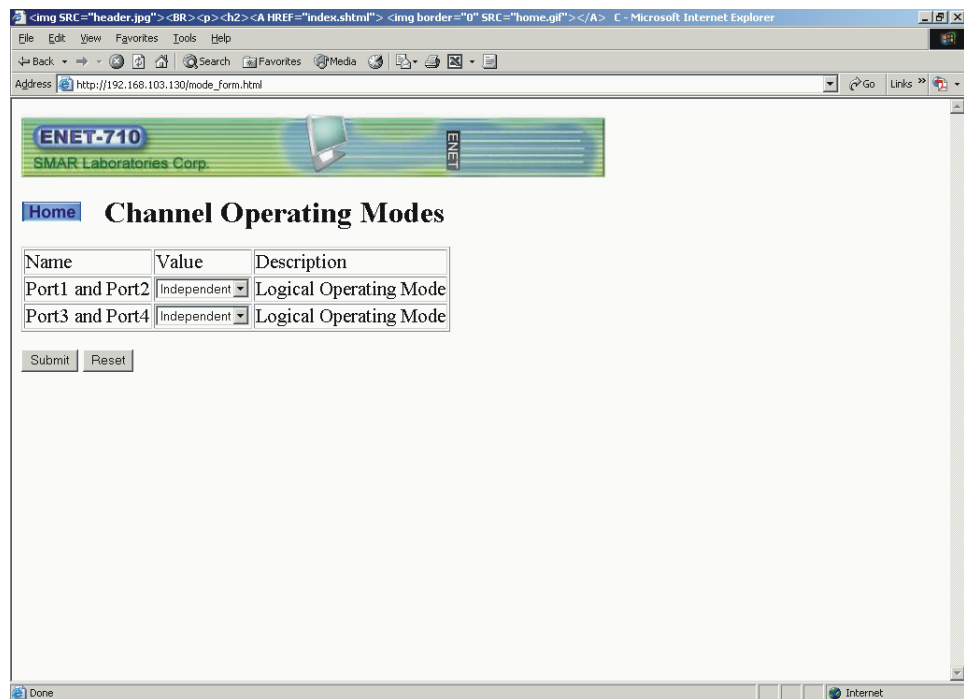 <img SRC="header.jpg"><BR><p><h2><A HREF="index.shtml"> <img border="0" SRC="home.gif"></A> C - Microsoft Internet Explorer
File Edit View Favorites Tools Help
Back Search Favorites Media
Address http://192.168.103.130/mode_form.html Go Links »
ENET-710
SMAR Laboratories Corp.
ENET
Home Channel Operating Modes
Name Value Description
Port1 and Port2 Independent Logical Operating Mode
Port3 and Port4 Independent Logical Operating Mode
Submit Reset
Done Internet